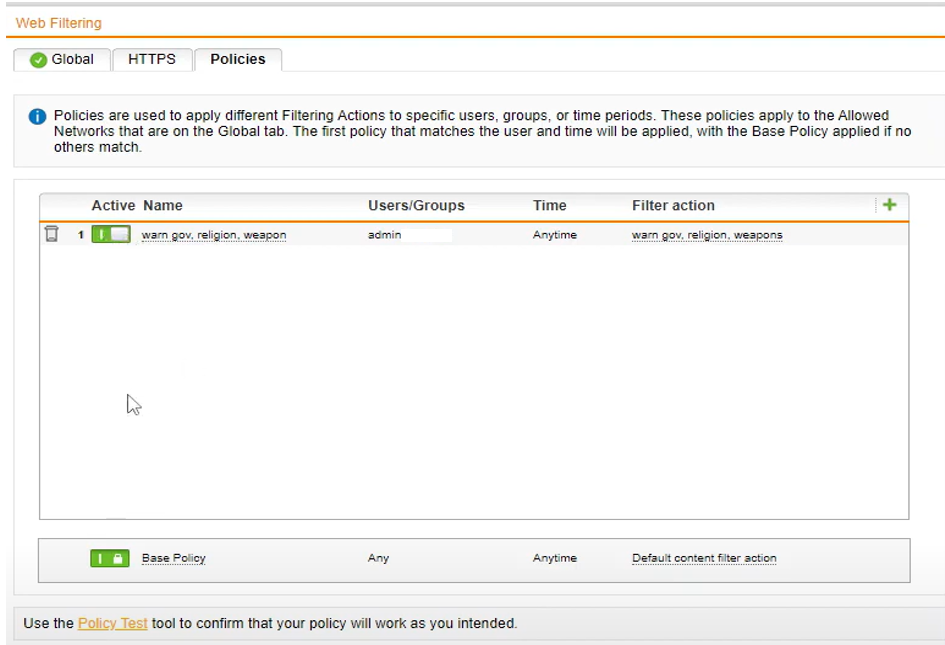 Web Filtering
Global HTTPS Policies
Policies are used to apply different Filtering Actions to specific users, groups, or time periods. These policies apply to the Allowed
Networks that are on the Global tab. The first policy that matches the user and time will be applied, with the Base Policy applied if no
others match.
Active Name Users/Groups Time Filter action
1 warn gov, religion, weapon admin Anytime warn gov, religion, weapons
Base Policy Any Anytime Default content filter action
Use the Policy Test tool to confirm that your policy will work as you intended.